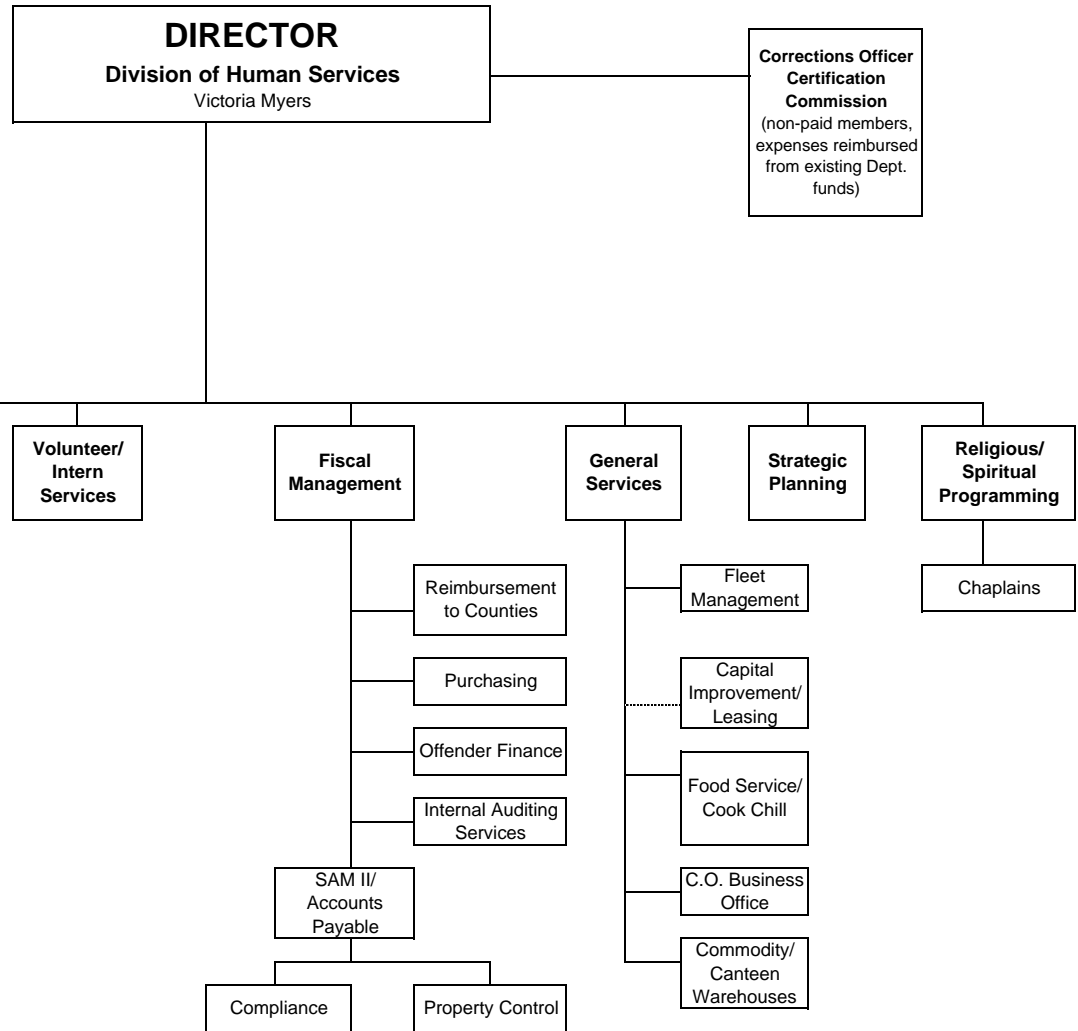 DIRECTOR
Division of Human Services
Victoria Myers
Corrections Officer
Certification
Commission
(non-paid members,
expenses reimbursed
from existing Dept.
funds)
Volunteer/
Intern
Services
Fiscal
Management
General
Services
Strategic
Planning
Religious/
Spiritual
Programming
Reimbursement
to Counties
Purchasing
Offender Finance
Internal Auditing
Services
SAM II/
Accounts
Payable
Compliance
Property Control
Fleet
Management
Capital
Improvement/
Leasing
Food Service/
Cook Chill
C.O. Business
Office
Commodity/
Canteen
Warehouses
Chaplains